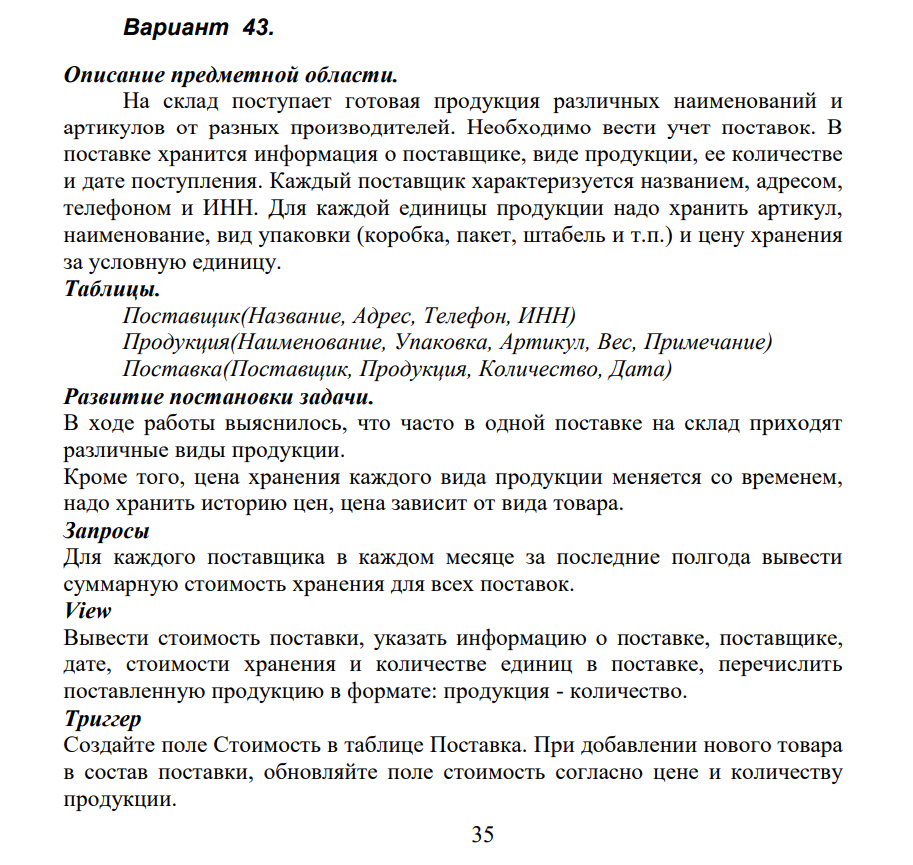 Вариант 43.
Описание предметной области.
На склад поступает готовая продукция различных наименований и
артикулов от разных производителей. Необходимо вести учет поставок. В
поставке хранится информация о поставщике, виде продукции, ее количестве
и дате поступления. Каждый поставщик характеризуется названием, адресом,
телефоном и ИНН. Для каждой единицы продукции надо хранить артикул,
наименование, вид упаковки (коробка, пакет, штабель и т.п.) и цену хранения
за условную единицу.
Таблицы.
Поставщик(Название, Адрес, Телефон, ИНН)
Продукция(Наименование, Упаковка, Артикул, Вес, Примечание)
Поставка(Поставщик, Продукция, Количество, Дата)
Развитие постановки задачи.
В ходе работы выяснилось, что часто в одной поставке на склад приходят
различные виды продукции.
Кроме того, цена хранения каждого вида продукции меняется со временем,
надо хранить историю цен, цена зависит от вида товара.
Запросы
Для каждого поставщика в каждом месяце за последние полгода вывести
суммарную стоимость хранения для всех поставок.
View
Вывести стоимость поставки, указать информацию о поставке, поставщике,
дате, стоимости хранения и количестве единиц в поставке, перечислить
поставленную продукцию в формате: продукция - количество.
Триггер
Создайте поле Стоимость в таблице Поставка. При добавлении нового товара
в состав поставки, обновляйте поле стоимость согласно цене и количеству
продукции.
35